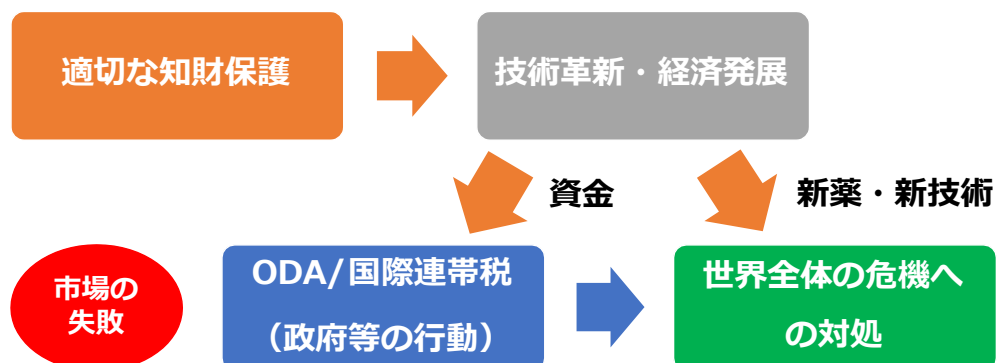 適切な知財保護
技術革新・経済発展
資金
新薬・新技術
市場の
失敗
ODA/国際連帯税
（政府等の行動）
世界全体の危機へ
の対処